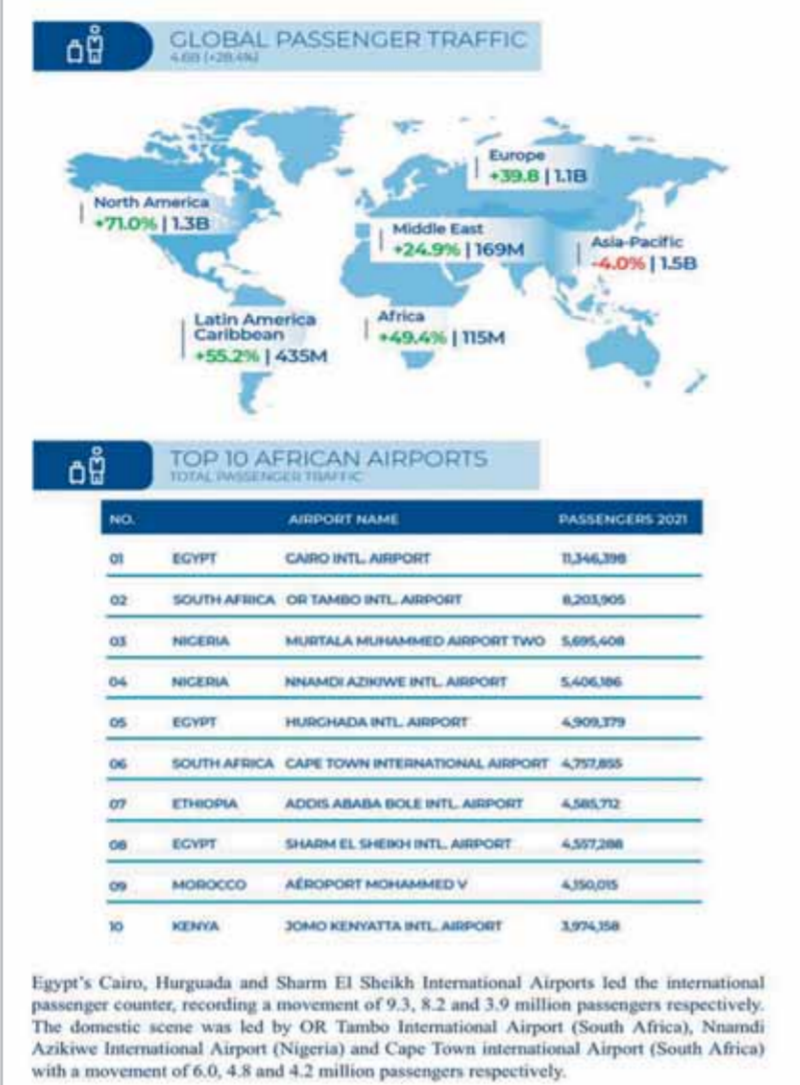 GLOBAL PASSENGER TRAFFIC
4.6B (+28.4%)
Europe
+39.8 | 1.1B
North America
+71.0% | 1.3B
Middle East
+24.9% | 169M
Asia-Pacific
-4.0% | 1.5B
Latin America
Caribbean
+55.2% | 435M
Africa
+49.4% | 115M
TOP 10 AFRICAN AIRPORTS
TOTAL PASSENGER TRAFFIC
NO. AIRPORT NAME PASSENGERS 2021
01 EGYPT CAIRO INTL. AIRPORT 11,346,398
02 SOUTH AFRICA OR TAMBO INTL. AIRPORT 8,203,905
03 NIGERIA MURTALA MUHAMMED AIRPORT TWO 5,695,408
04 NIGERIA NNAMDI AZIKIWE INTL. AIRPORT 5,406,186
05 EGYPT HURGHADA INTL. AIRPORT 4,909,379
06 SOUTH AFRICA CAPE TOWN INTERNATIONAL AIRPORT 4,757,855
07 ETHIOPIA ADDIS ABABA BOLE INTL. AIRPORT 4,585,712
08 EGYPT SHARM EL SHEIKH INTL. AIRPORT 4,557,288
09 MOROCCO AÉROPORT MOHAMMED V 4,150,015
10 KENYA JOMO KENYATTA INTL. AIRPORT 3,974,158
Egypt's Cairo, Hurguada and Sharm El Sheikh International Airports led the international
passenger counter, recording a movement of 9.3, 8.2 and 3.9 million passengers respectively.
The domestic scene was led by OR Tambo International Airport (South Africa), Nnamdi
Azikiwe International Airport (Nigeria) and Cape Town international Airport (South Africa)
with a movement of 6.0, 4.8 and 4.2 million passengers respectively.